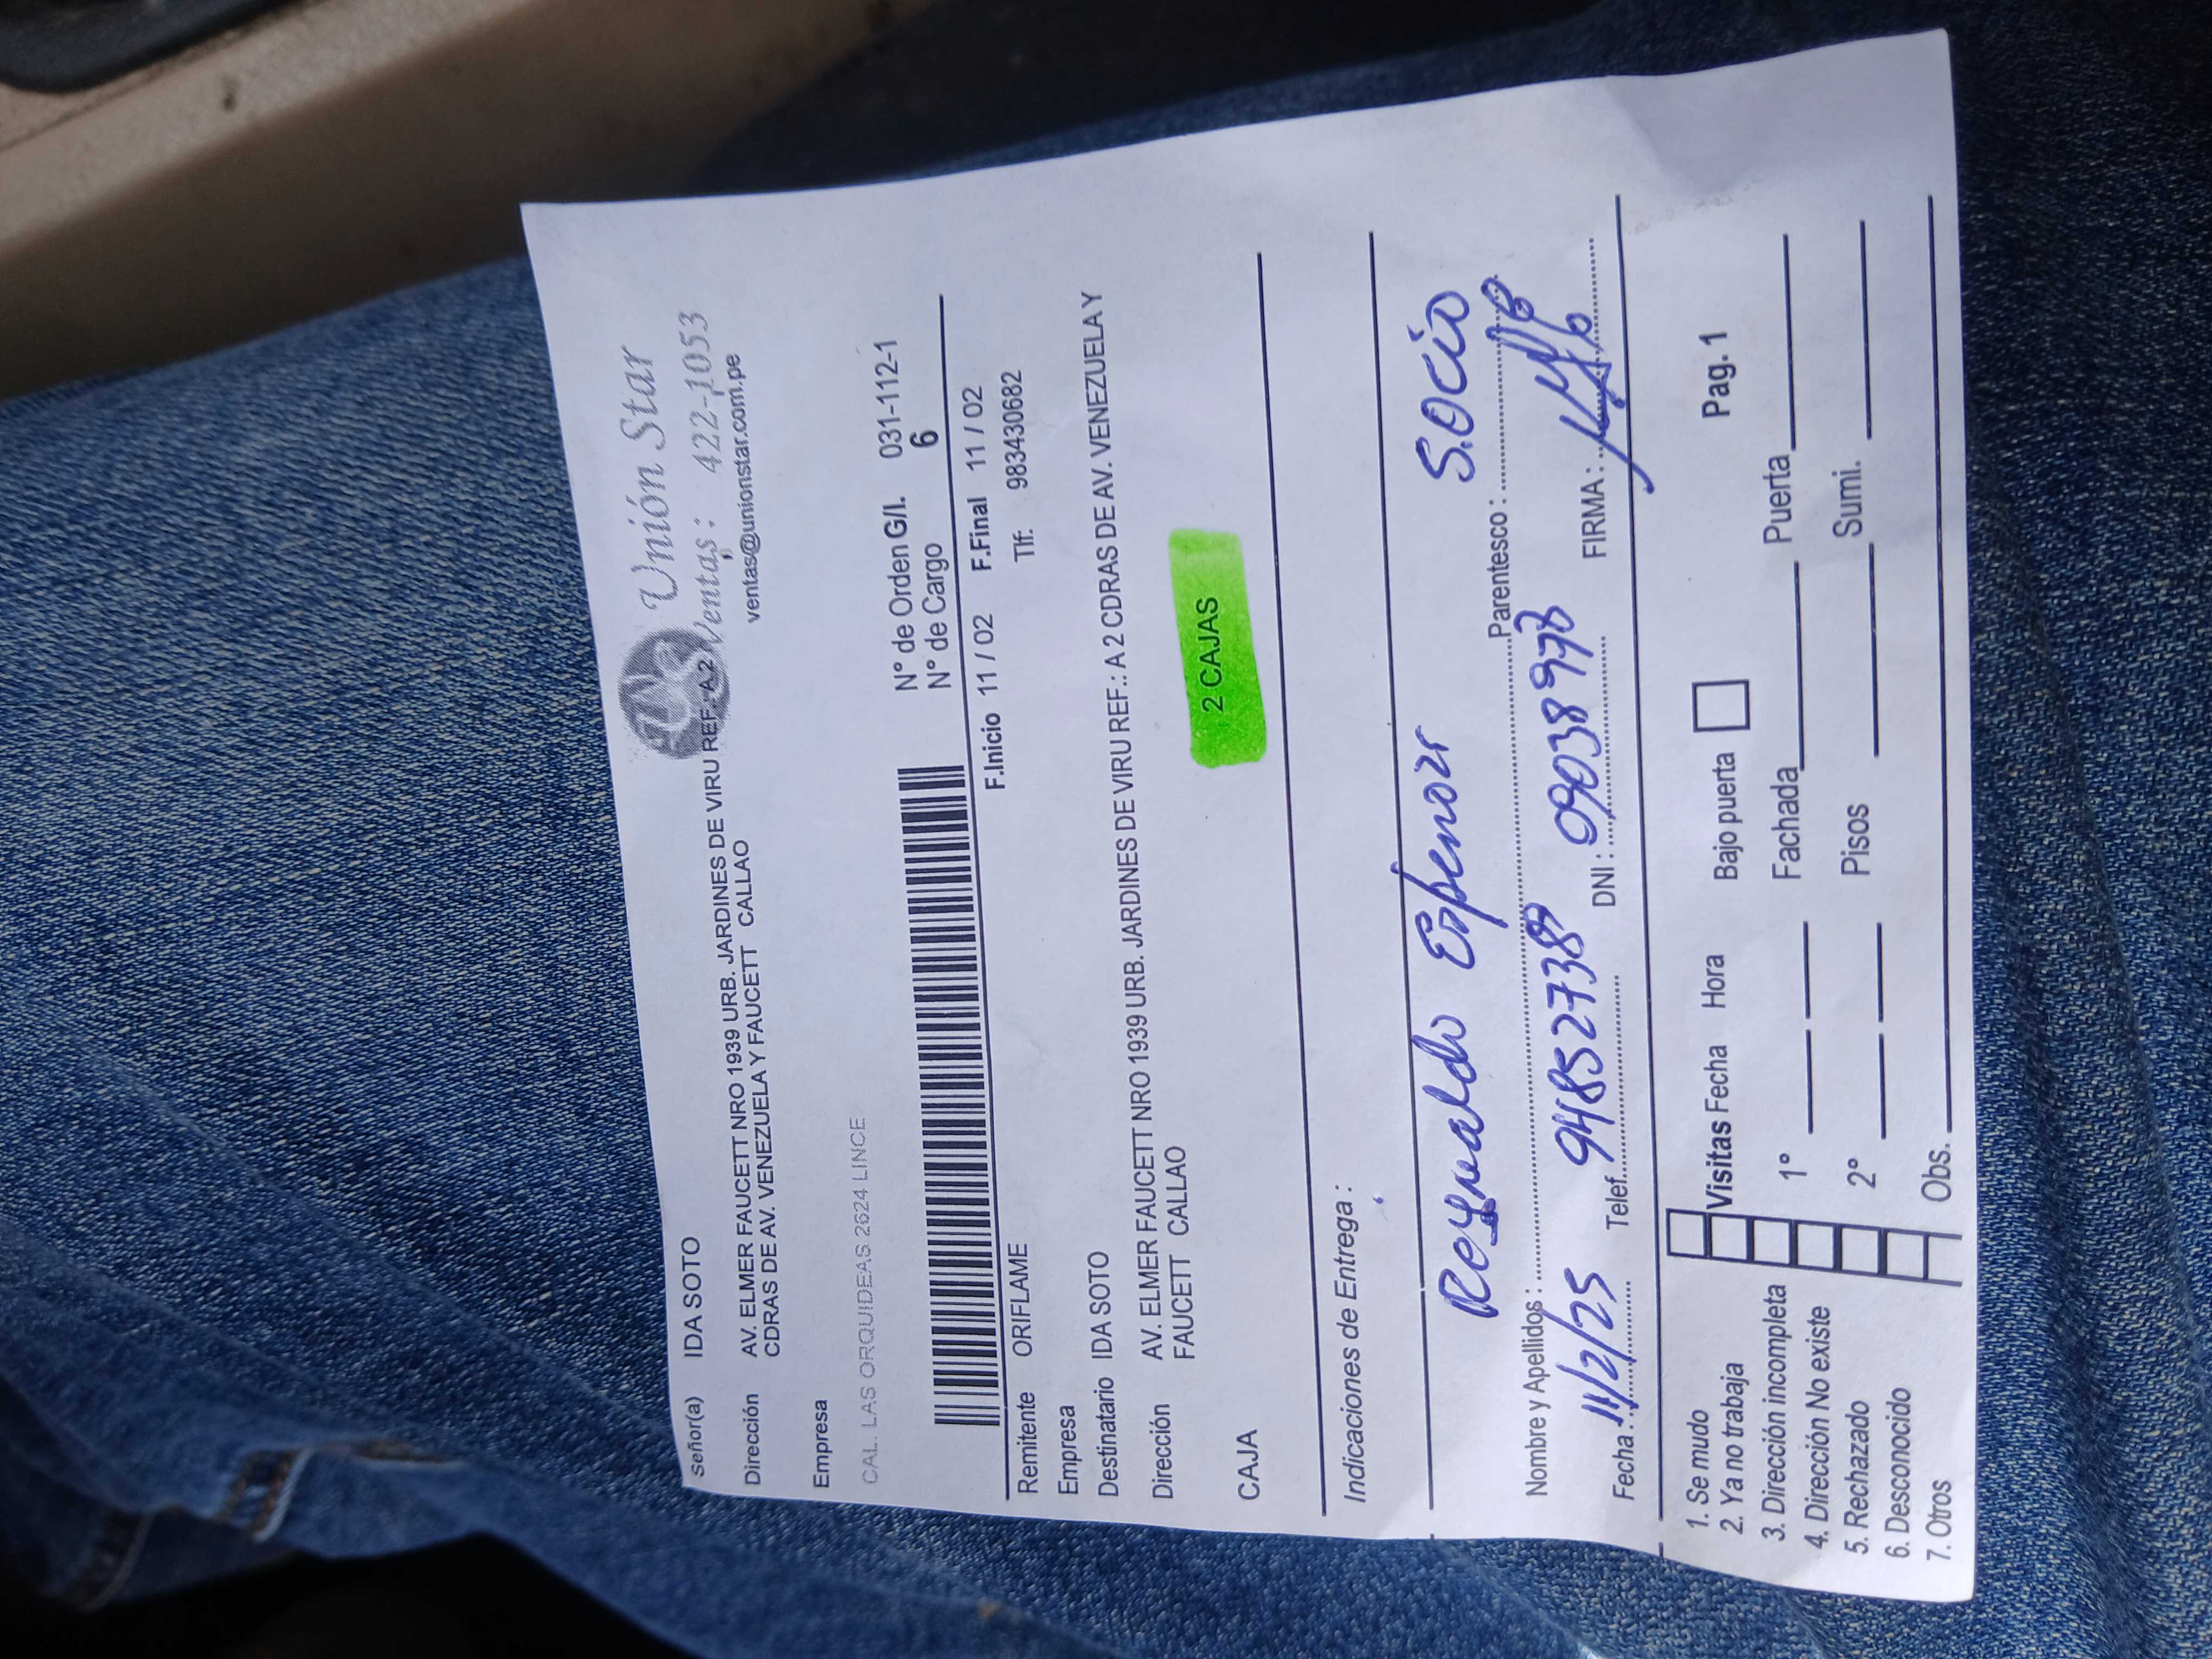 Unión Star
Ventas: 422-1053
ventas@unionstar.com.pe
señor(a) IDA SOTO
Dirección AV. ELMER FAUCETT NRO 1939 URB. JARDINES DE VIRU REF.: A 2
CDRAS DE AV. VENEZUELA Y FAUCETT CALLAO
Empresa
CAL. LAS ORQUIDEAS 2624 LINCE
N° de Orden G/I. 031-112-1
N° de Cargo 6
F.Inicio 11 / 02 F.Final 11 / 02
Remitente ORIFLAME Tlf. 983430682
Empresa
Destinatario IDA SOTO
Dirección AV. ELMER FAUCETT NRO 1939 URB. JARDINES DE VIRU REF.: A 2 CDRAS DE AV. VENEZUELA Y
FAUCETT CALLAO
CAJA 2 CAJAS
Indicaciones de Entrega :
Reynaldo Espenoza S.OCIO
Nombre y Apellidos : Parentesco :
11/2/25 948527389 09038978
Fecha : Telef. DNI : FIRMA :
1. Se mudo
2. Ya no trabaja
3. Dirección incompleta
4. Dirección No existe
5. Rechazado
6. Desconocido
7. Otros
Visitas Fecha Hora Bajo puerta Pag. 1
1° Fachada Puerta
2° Pisos Sumi.
Obs.